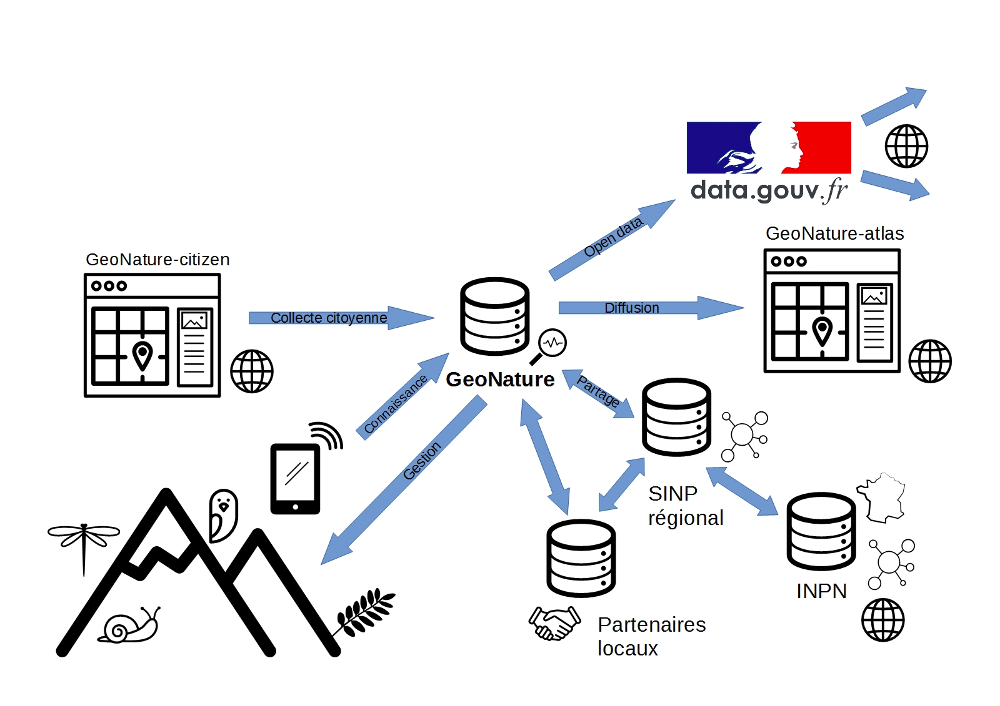 data.gouv.fr
Open data
GeoNature-atlas
GeoNature-citizen
Collecte citoyenne
Diffusion
GeoNature
Connaissance
Partage
Gestion
SINP
régional
INPN
Partenaires
locaux